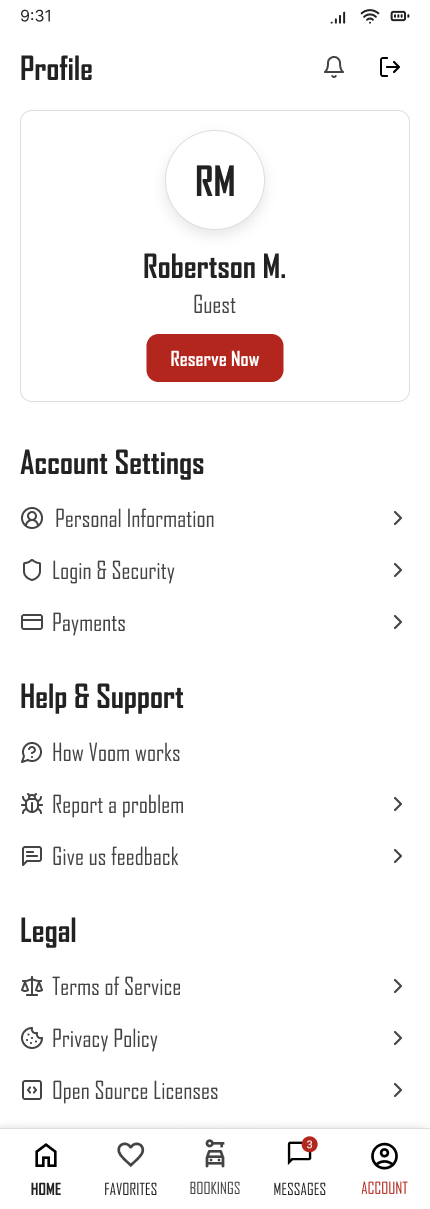 9:31
Profile
RM
Robertson M.
Guest
Reserve Now
Account Settings
Personal Information
Login & Security
Payments
Help & Support
How Voom works
Report a problem
Give us feedback
Legal
Terms of Service
Privacy Policy
Open Source Licenses
3
HOME FAVORITES BOOKINGS MESSAGES ACCOUNT